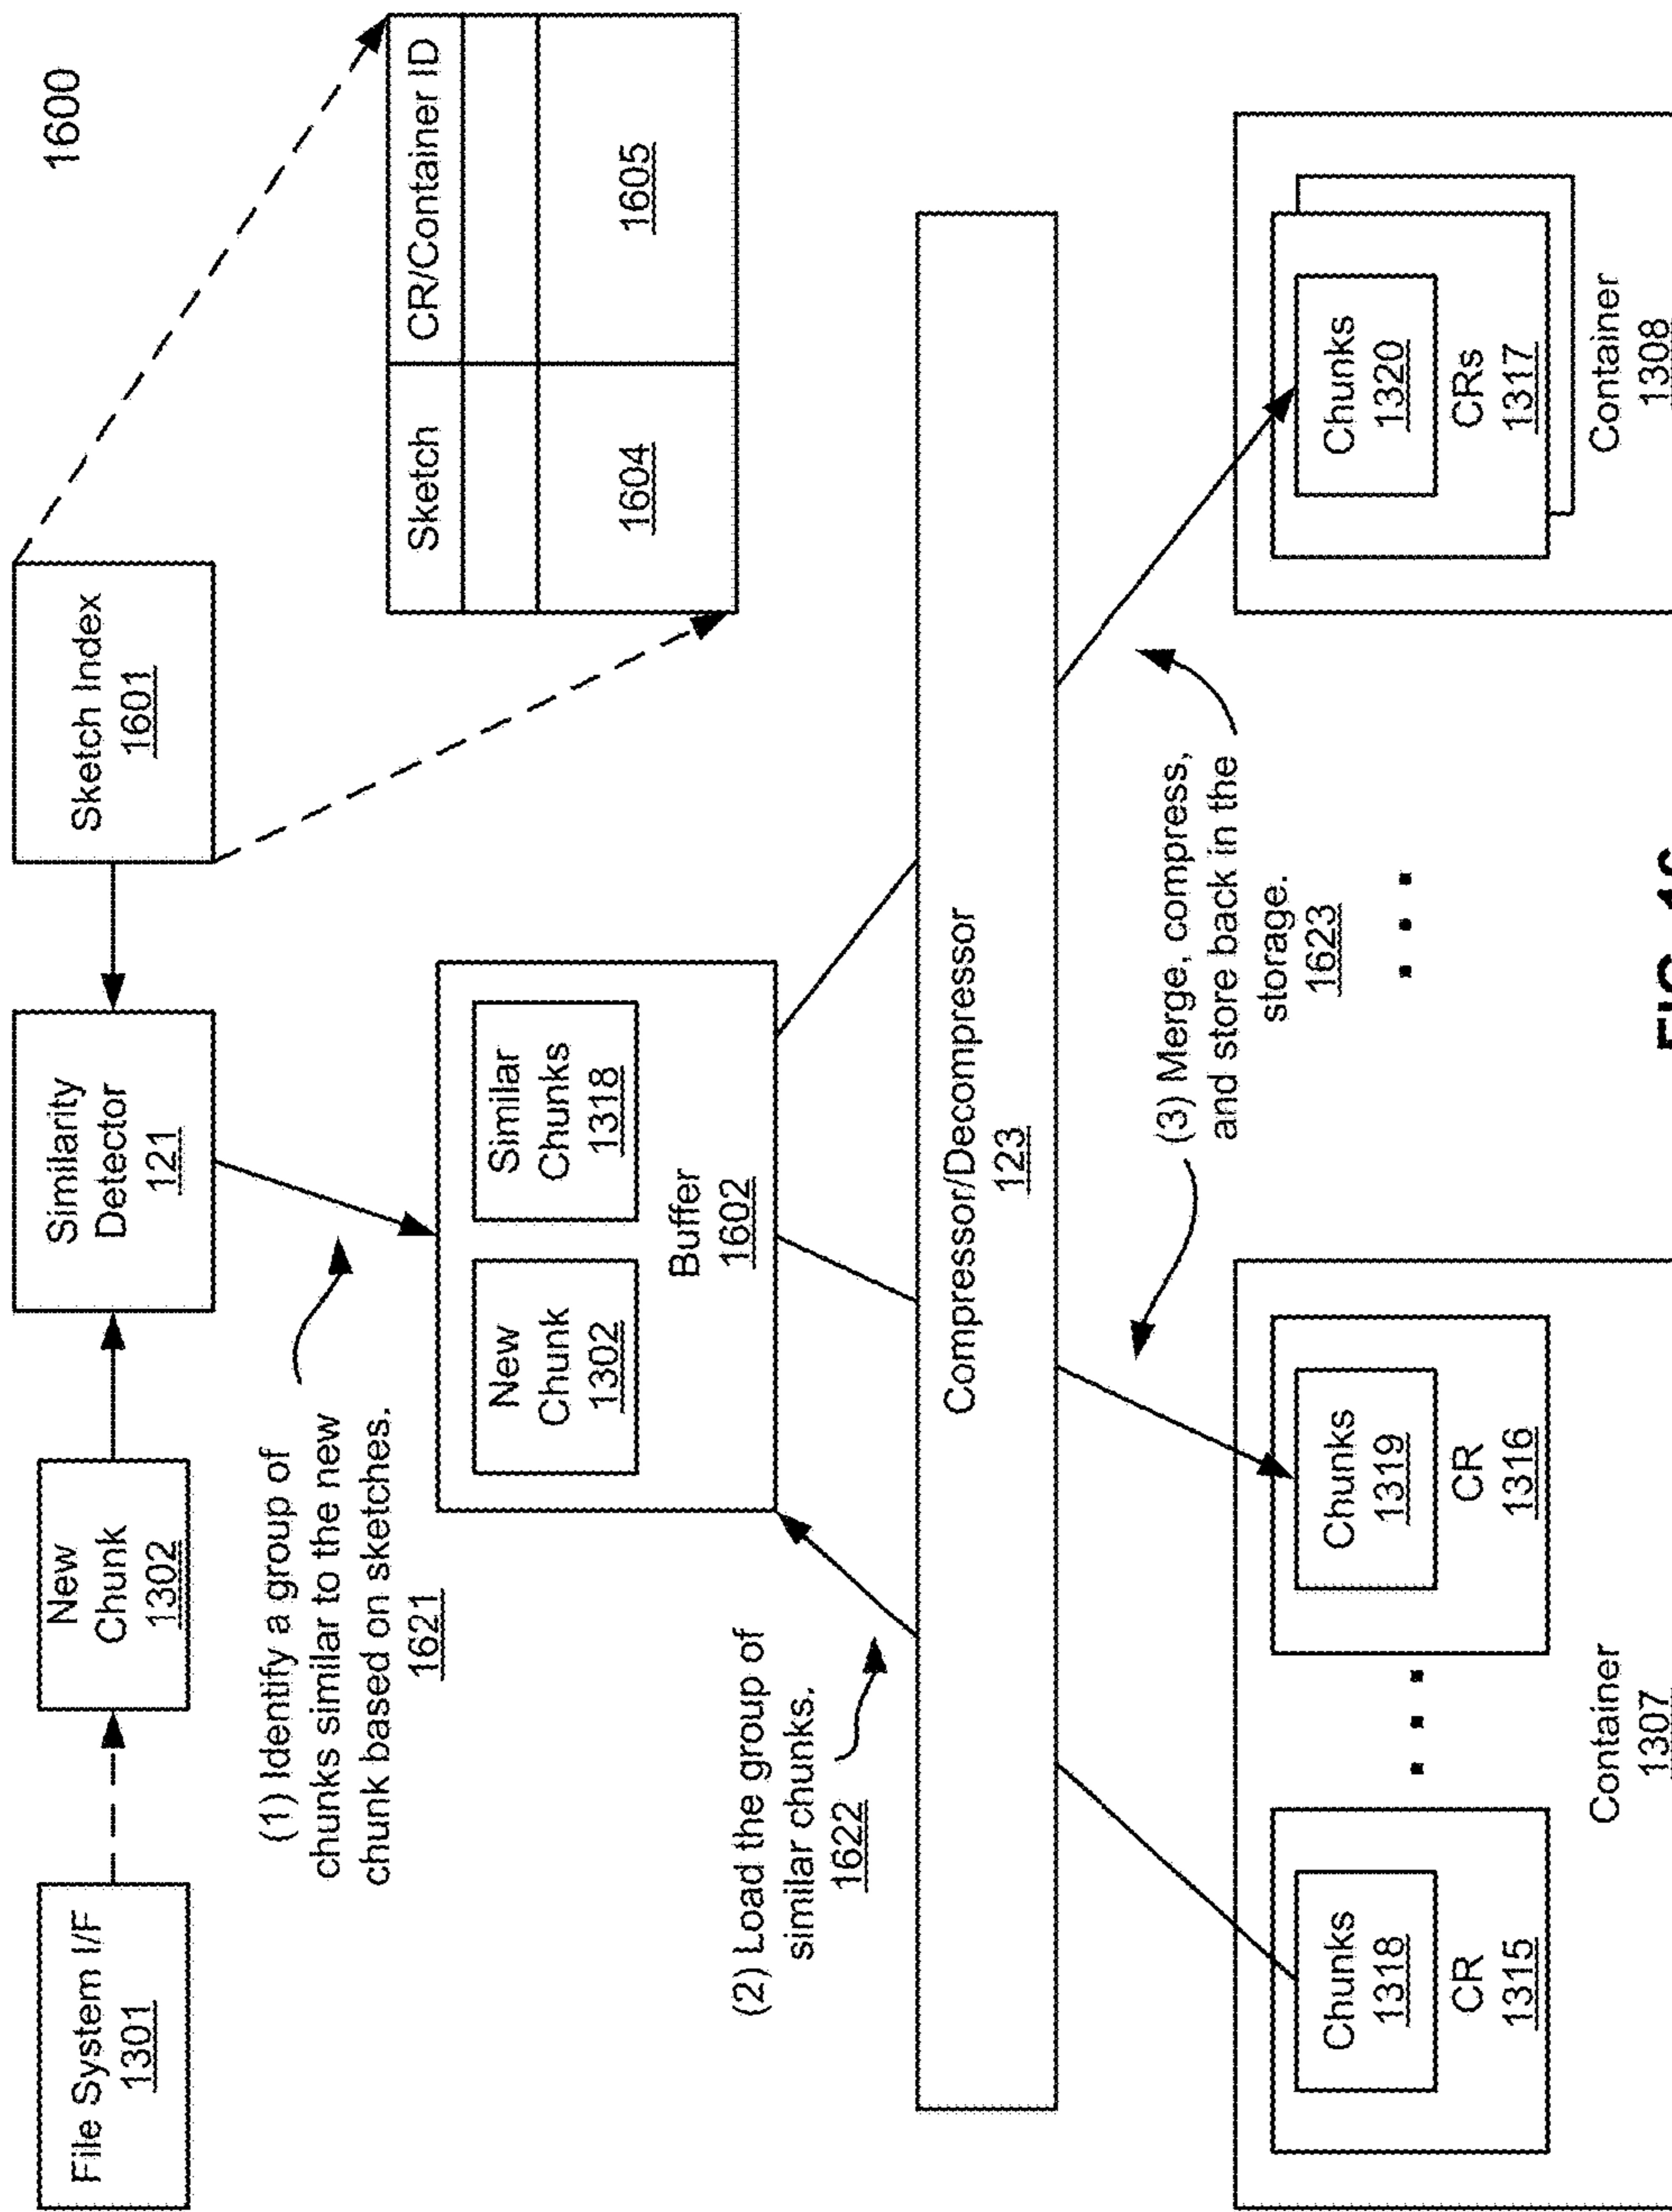 1600
File System I/F
1301
New
Chunk
1302
Similarity
Detector
121
Sketch Index
1601
(1) Identify a group of
chunks similar to the new
chunk based on sketches.
1621
Sketch
CR/Container ID
1604
1605
New
Chunk
1302
Similar
Chunks
1318
Buffer
1602
(2) Load the group of
similar chunks.
1622
Compressor/Decompressor
123
(3) Merge, compress,
and store back in the
storage.
1623
Chunks
1318
CR
1315
Chunks
1319
CR
1316
Container
1307
Chunks
1320
CRs
1317
Container
1308